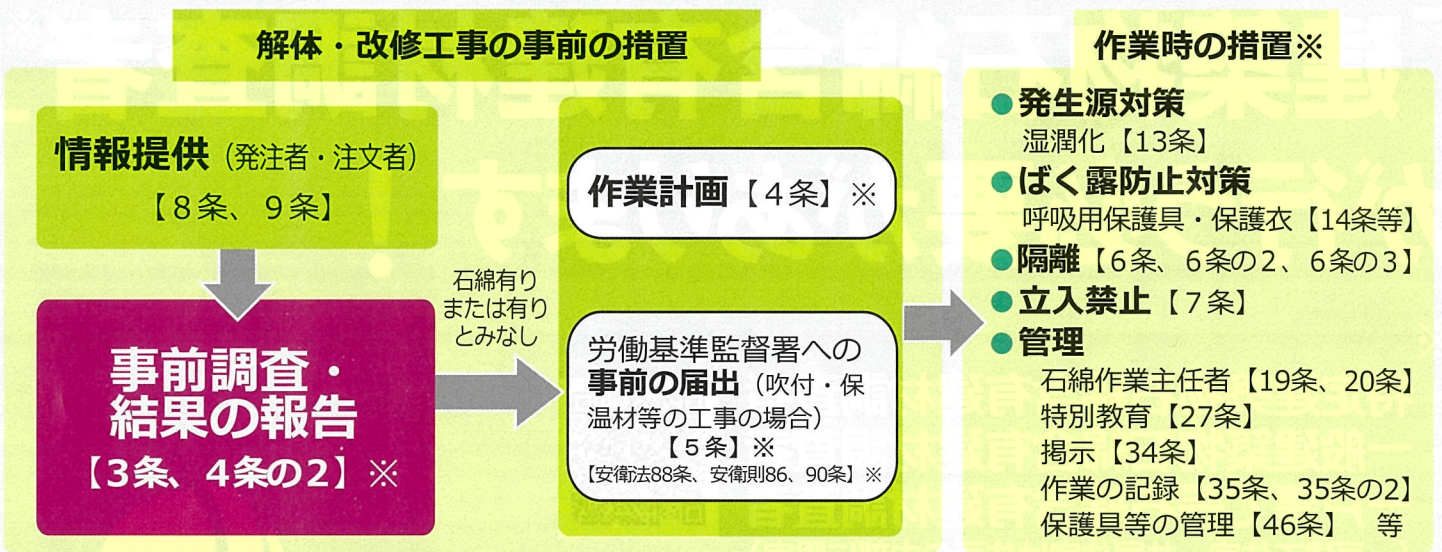 解体・改修工事の事前の措置
情報提供（発注者・注文者）
【８条、９条】
事前調査・
結果の報告
【３条、４条の２】※
石綿有り
または有り
とみなし
作業計画【４条】※
労働基準監督署への
事前の届出（吹付・保
温材等の工事の場合）
【５条】※
【安衛法88条、安衛則86、90条】※
作業時の措置※
●発生源対策
湿潤化【13条】
●ばく露防止対策
呼吸用保護具・保護衣【14条等】
●隔離【６条、６条の２、６条の３】
●立入禁止【７条】
●管理
石綿作業主任者【19条、20条】
特別教育【27条】
掲示【34条】
作業の記録【35条、35条の2】
保護具等の管理【46条】　等